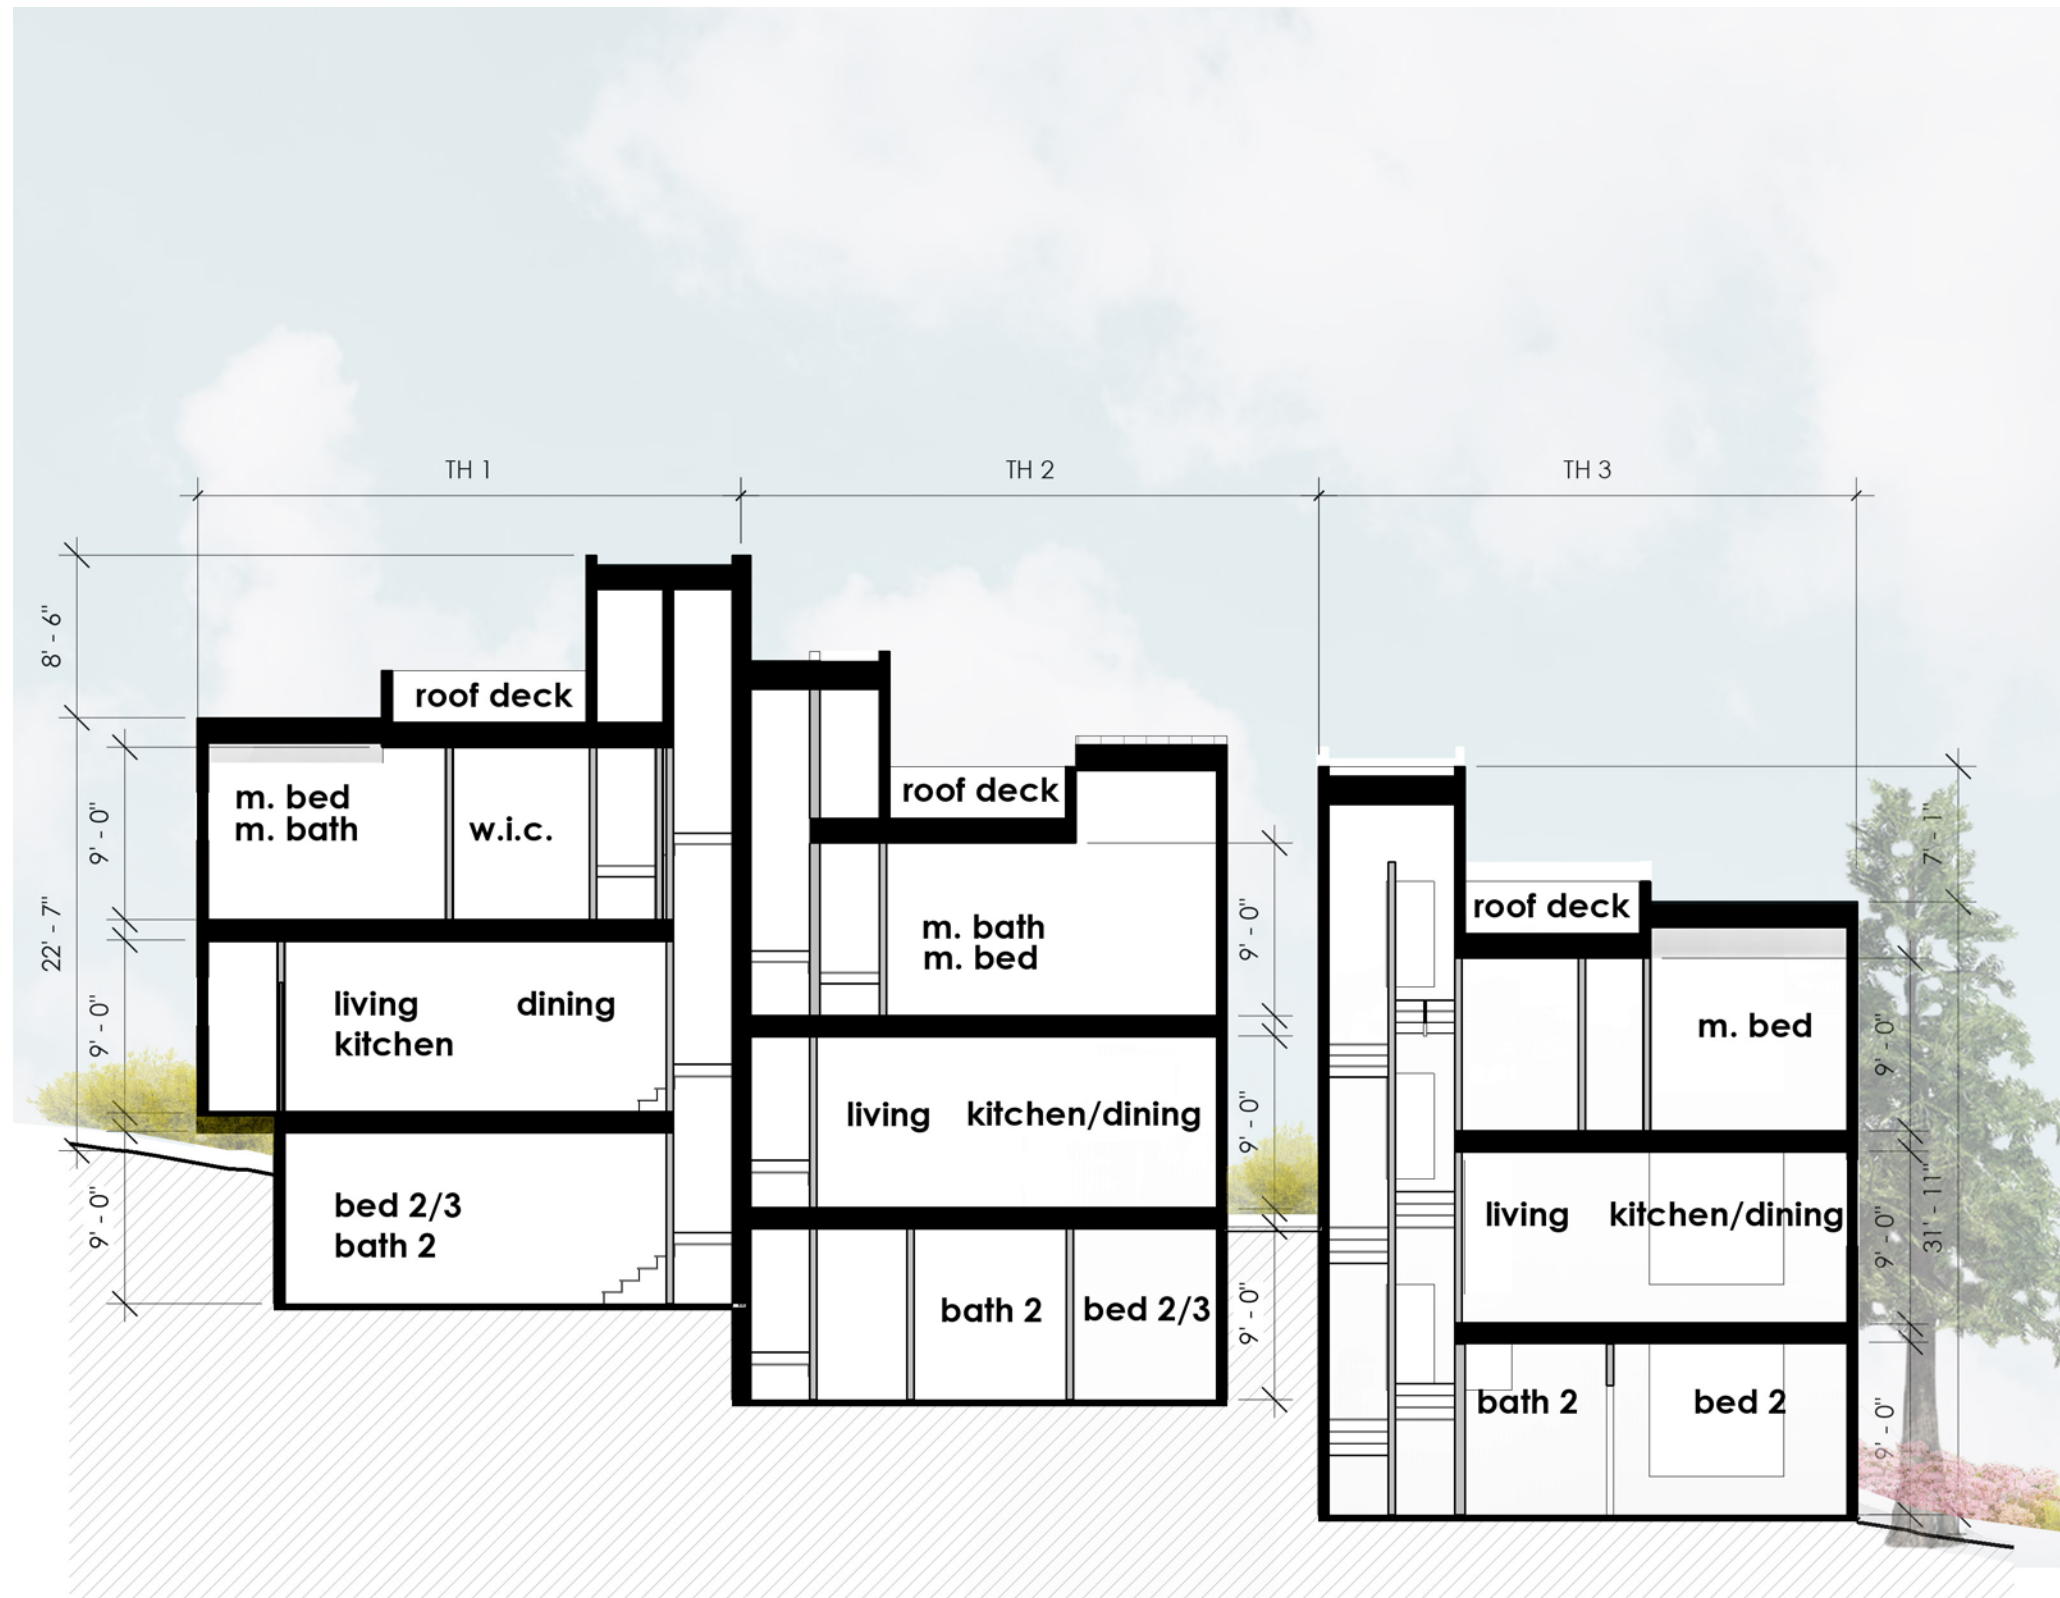 TH 1
TH 2
TH 3
8' - 6"
22' - 7"
9' - 0"
9' - 0"
9' - 0"
roof deck
m. bed
m. bath
w.i.c.
living dining
kitchen
bed 2/3
bath 2
roof deck
m. bath
m. bed
living kitchen/dining
bath 2 bed 2/3
9' - 0"
9' - 0"
9' - 0"
roof deck
m. bed
living kitchen/dining
bath 2 bed 2
7' - 1"
31' - 11"
9' - 0"
9' - 0"
9' - 0"